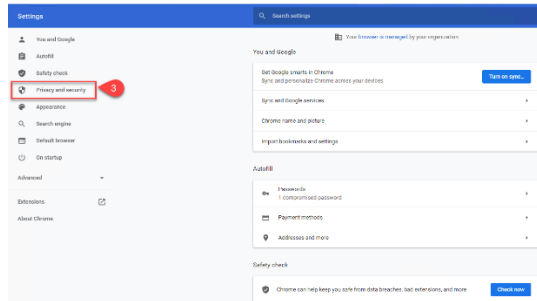 Settings
Search settings
You and Google
Autofill
Safety check
Privacy and security
3
Appearance
Search engine
Default browser
On startup
Advanced
Extensions
About Chrome
Your browser is managed by your organization
You and Google
Get Google smarts in Chrome
Sync and personalize Chrome across your devices
Turn on sync...
Sync and Google services
Chrome name and picture
Import bookmarks and settings
Autofill
Passwords
1 compromised password
Payment methods
Addresses and more
Safety check
Chrome can help keep you safe from data breaches, bad extensions, and more
Check now